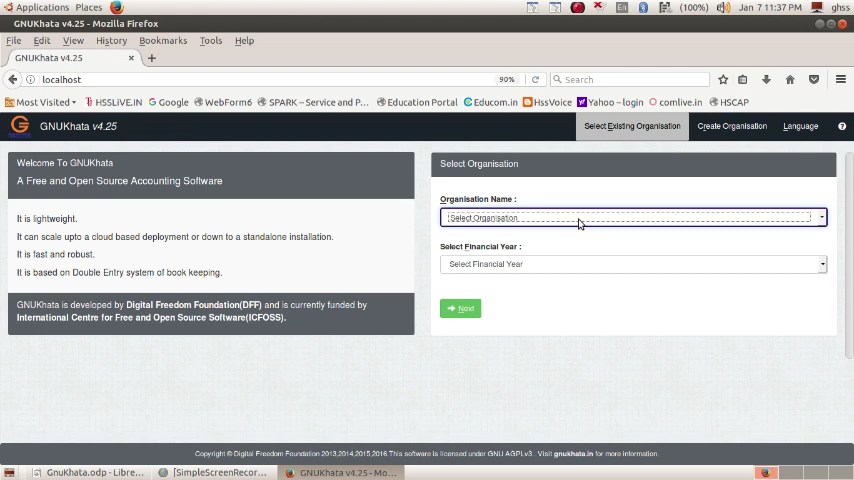 Applications Places (100%) Jan 7 11:37 PM ghss
GNUKhata v4.25 - Mozilla Firefox
File Edit View History Bookmarks Tools Help
GNUKhata v4.25
localhost 90% Search
Most Visited HSSLiVE.IN Google WebForm6 SPARK – Service and P... Education Portal Educom.in HssVoice Yahoo – login comlive.in HSCAP
GNUKhata v4.25 Select Existing Organisation Create Organisation Language
Welcome To GNUKhata
A Free and Open Source Accounting Software
It is lightweight.
It can scale upto a cloud based deployment or down to a standalone installation.
It is fast and robust.
It is based on Double Entry system of book keeping.
GNUKhata is developed by Digital Freedom Foundation(DFF) and is currently funded by
International Centre for Free and Open Source Software(ICFOSS).
Select Organisation
Organisation Name :
Select Organisation
Select Financial Year :
Select Financial Year
Next
Copyright © Digital Freedom Foundation 2013,2014,2015,2016.This software is licensed under GNU AGPLv3.. Visit gnukhata.in for more information.
GnuKhata.odp - Libre... [SimpleScreenRecor... GNUKhata v4.25 - Mo...